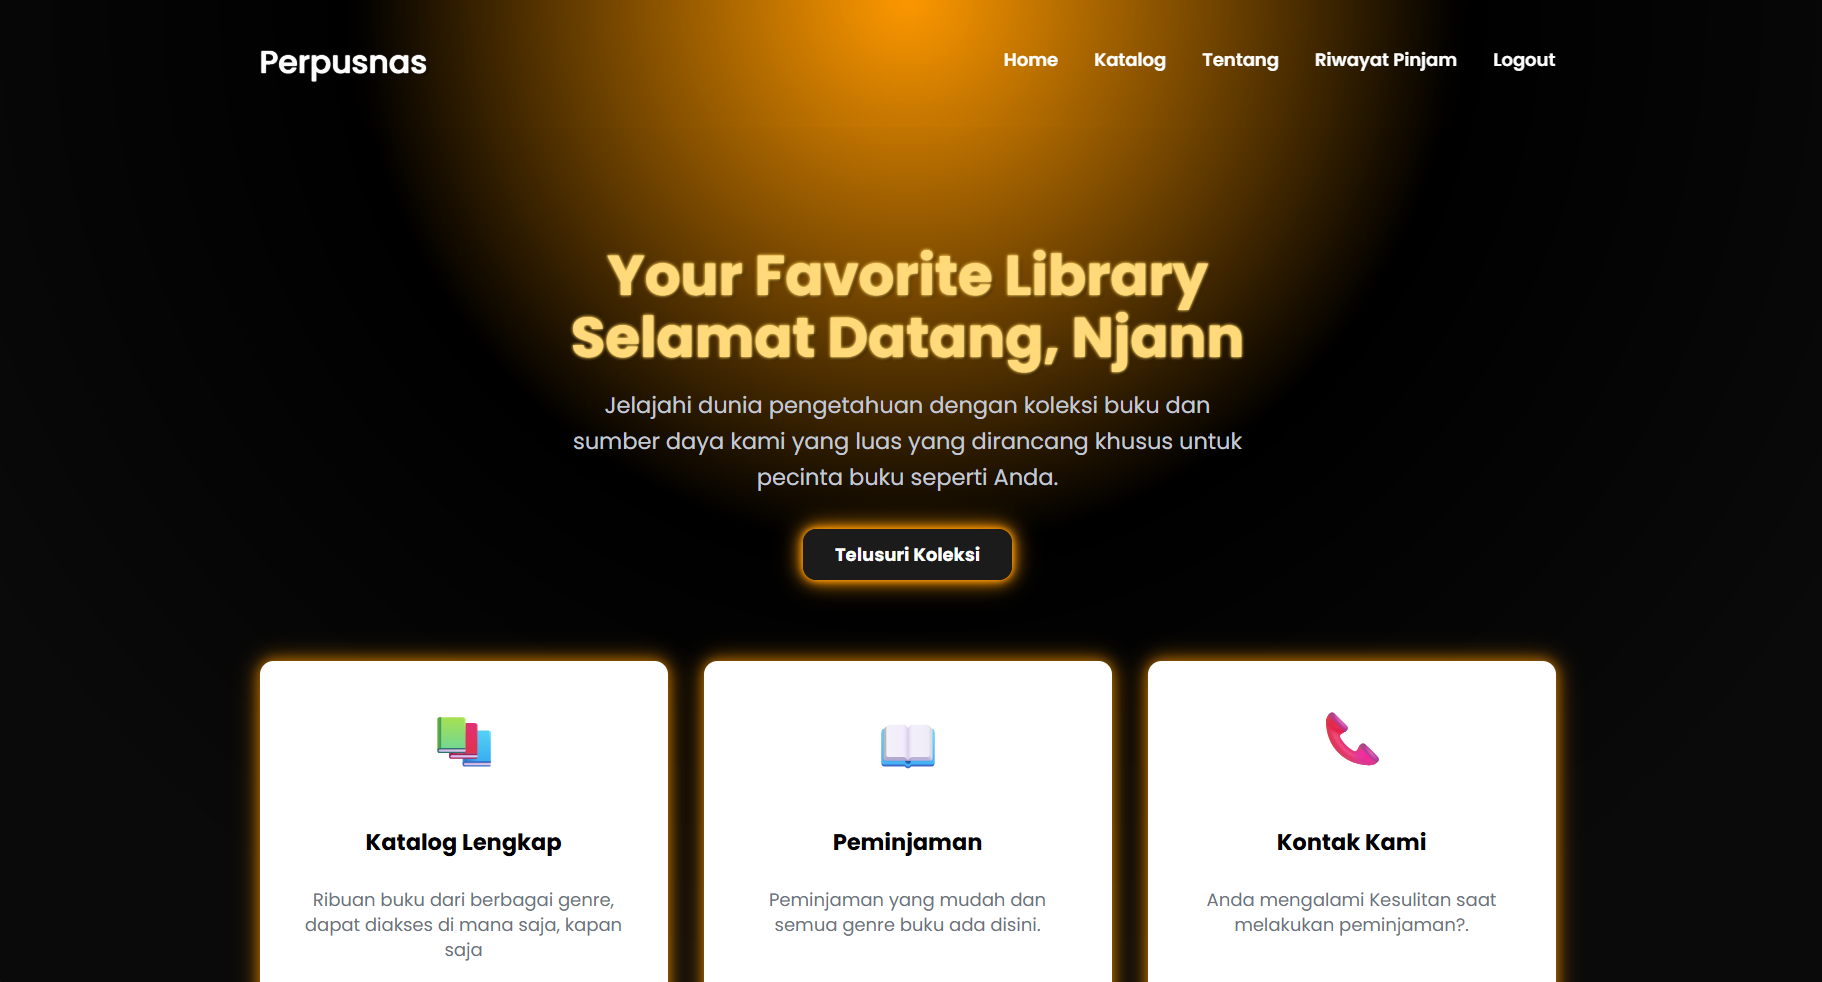 Perpusnas
Home Katalog Tentang Riwayat Pinjam Logout
Your Favorite Library
Selamat Datang, Njann
Jelajahi dunia pengetahuan dengan koleksi buku dan
sumber daya kami yang luas yang dirancang khusus untuk
pecinta buku seperti Anda.
Telusuri Koleksi
Katalog Lengkap
Ribuan buku dari berbagai genre,
dapat diakses di mana saja, kapan
saja
Peminjaman
Peminjaman yang mudah dan
semua genre buku ada disini.
Kontak Kami
Anda mengalami Kesulitan saat
melakukan peminjaman?.